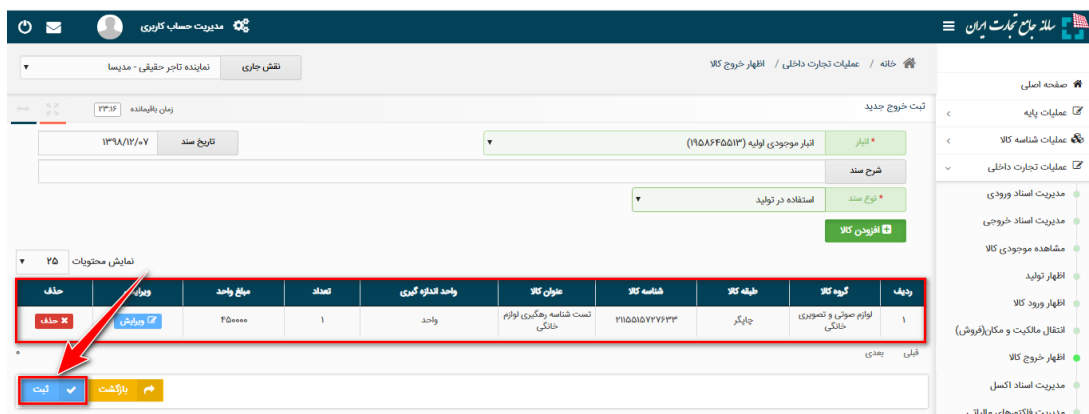 سامانه جامع تجارت ایران
مدیریت حساب کاربری
خانه / عملیات تجارت داخلی / اظهار خروج کالا
نقش جاری
نماینده تاجر حقیقی - مدیسا
صفحه اصلی
عملیات پایه
عملیات شناسه کالا
عملیات تجارت داخلی
مدیریت اسناد ورودی
مدیریت اسناد خروجی
مشاهده موجودی کالا
اظهار تولید
اظهار ورود کالا
انتقال مالکیت و مکان(فروش)
اظهار خروج کالا
مدیریت اسناد اکسل
مدیریت فاکتورهای مالیاتی
ثبت خروج جدید
زمان باقیمانده ۲۳:۱۶
* انبار
انبار موجودی اولیه (۱۹۵۸۶۴۵۵۱۳)
تاریخ سند
۱۳۹۸/۱۲/۰۷
شرح سند
* نوع سند
استفاده در تولید
افزودن کالا
نمایش محتویات ۲۵
ردیف گروه کالا طبقه کالا شناسه کالا عنوان کالا واحد اندازه گیری تعداد مبلغ واحد ویرایش حذف
۱ لوازم صوتی و تصویری خانگی چاپگر ۲۱۱۵۵۱۵۷۲۷۶۳۳ تست شناسه رهگیری لوازم خانگی واحد ۱ ۴۵۰۰۰۰ ویرایش حذف
قبلی بعدی
بازگشت
ثبت